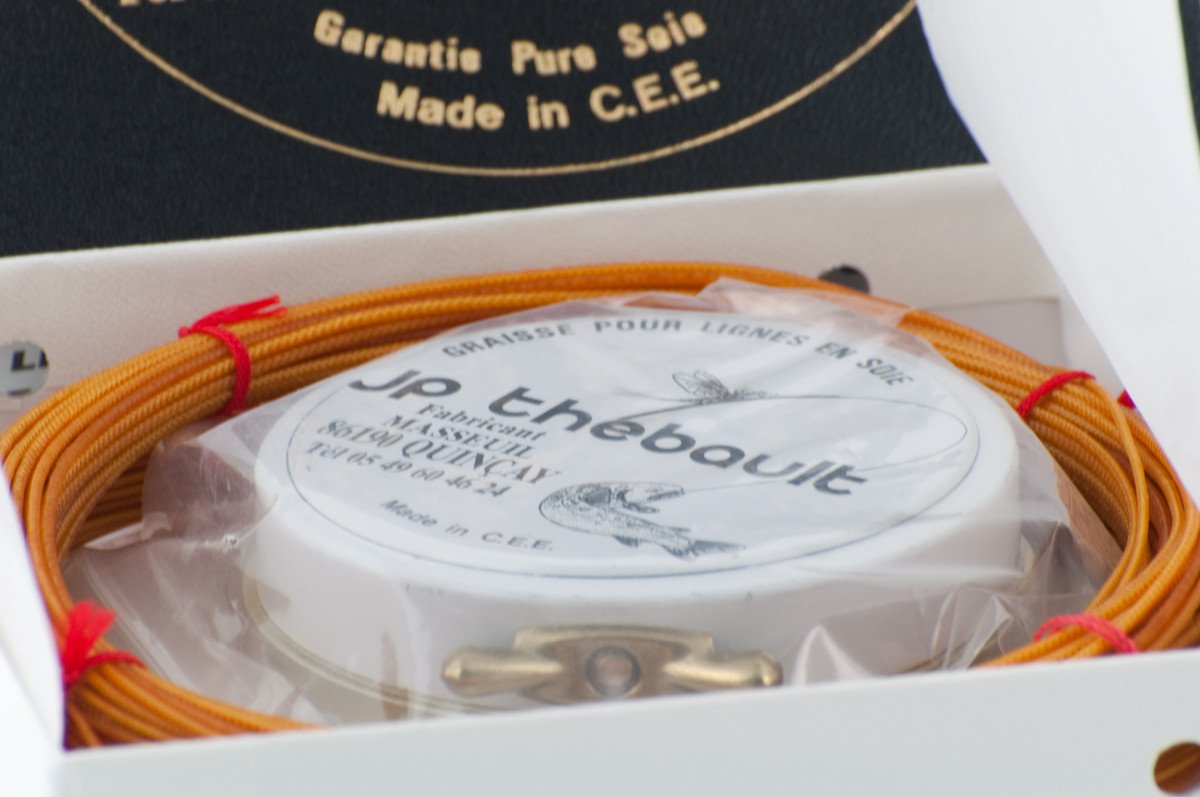 Garantie Pure Soie
Made in C.E.E.
GRAISSE POUR LIGNES EN SOIE
JP thebault
Fabricant
MASSEUIL
86190 QUINÇAY
Tél 05 49 60 46 24
Made in C.E.E.